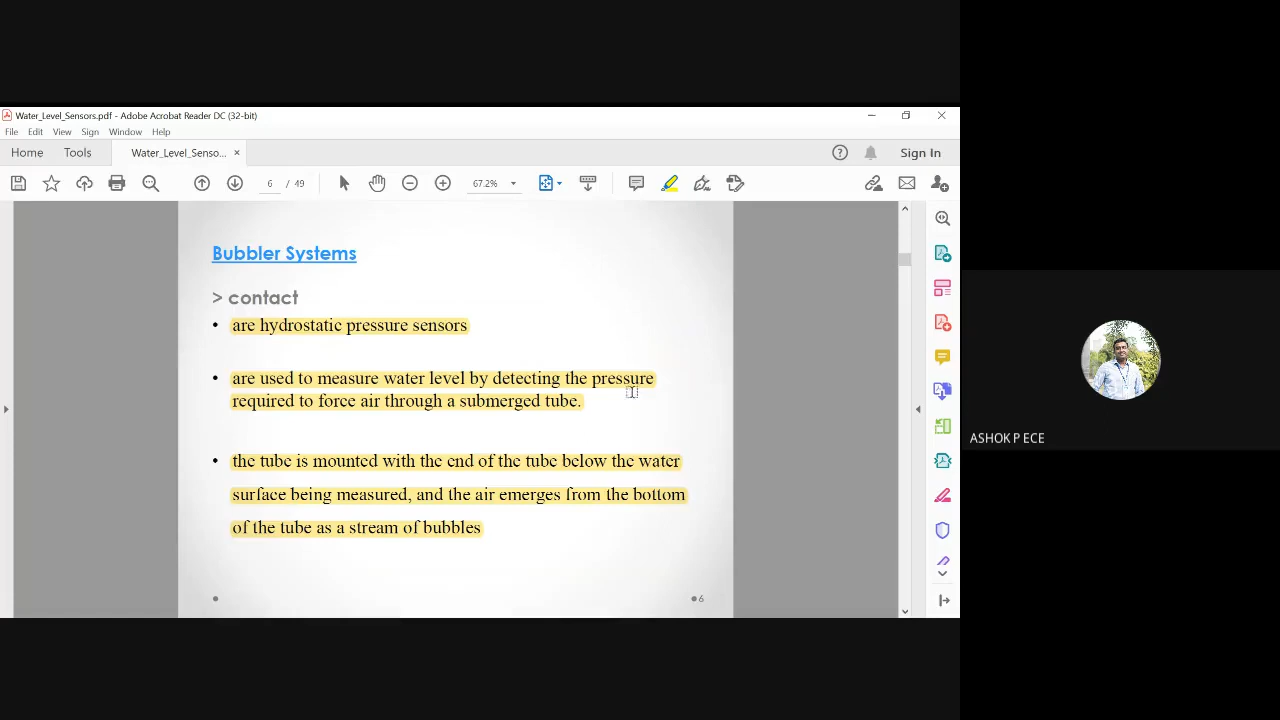 Water_Level_Sensors.pdf - Adobe Acrobat Reader DC (32-bit)
File Edit View Sign Window Help
Home Tools Water_Level_Senso... × Sign In
6 / 49 67.2%
Bubbler Systems
> contact
• are hydrostatic pressure sensors
• are used to measure water level by detecting the pressure
required to force air through a submerged tube.
• the tube is mounted with the end of the tube below the water
surface being measured, and the air emerges from the bottom
of the tube as a stream of bubbles
6
ASHOK P ECE